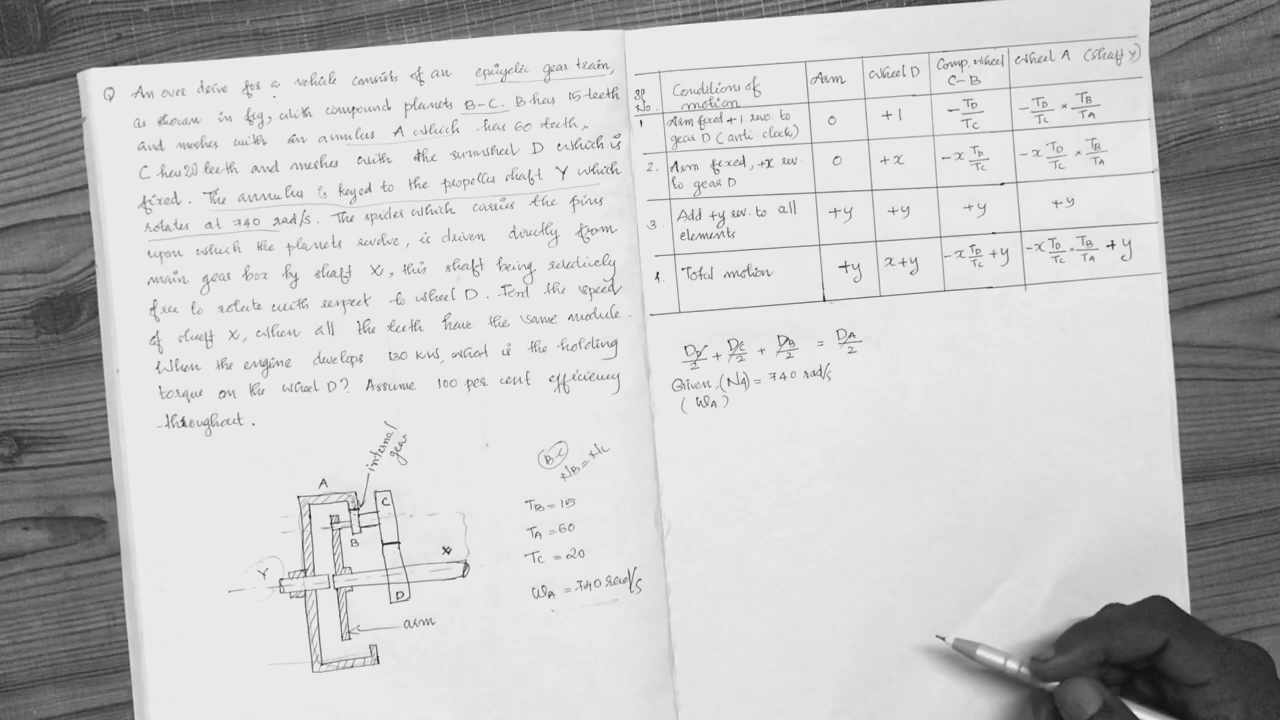 Q An over drive for a vehicle consists of an epicyclic gear train,
as shown in fig, with compound planets B-C. B has 15 teeth
and meshes with an annulus A which has 60 teeth.
C has 20 teeth and meshes with the sunwheel D which is
fixed. The annulus is keyed to the propeller shaft Y which
rotates at 740 rad/s. The spider which carries the pins
upon which the planets revolve, is driven directly from
main gear box by shaft X, this shaft being relatively
free to rotate with respect to wheel D. Find the speed
of shaft X, when all the teeth have the same module.
When the engine develops 130 kW, what is the holding
torque on the wheel D? Assume 100 per cent efficiency
throughout.
A
internal
gear
C
B
Y
X
D
arm
B-C
NB = NC
TB = 15
TA = 60
TC = 20
ωA = 740 rad/s
Sr. No. Conditions of motion Arm Wheel D Comp. wheel C-B Wheel A (shaft Y)
1 Arm fixed +1 rev. to gear D (anti-clock) 0 +1 -TD/TC -TD/TC × TB/TA
2. Arm fixed, +x rev. to gear D 0 +x -x TD/TC -x TD/TC × TB/TA
3. Add +y rev. to all elements +y +y +y +y
4. Total motion +y x+y -x TD/TC + y -x TD/TC × TB/TA + y
DD/2 + DC/2 + DB/2 = DA/2
Given, (NA) = 740 rad/s
(ωA)